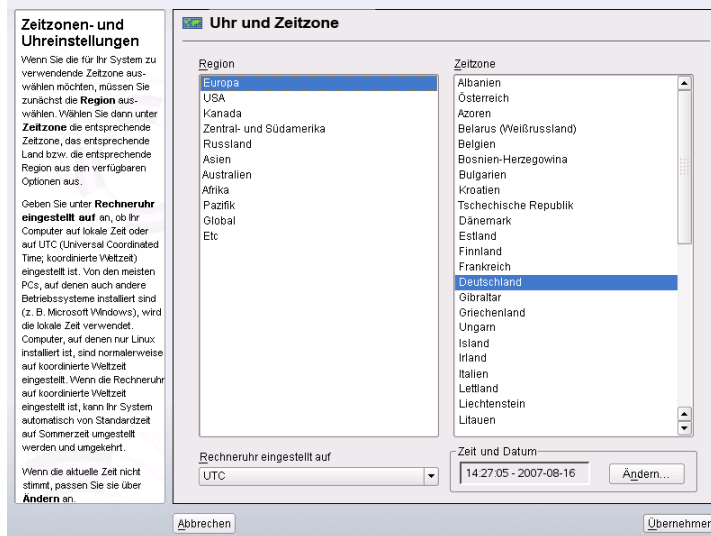 Zeitzonen- und
Uhreinstellungen
Wenn Sie die für Ihr System zu
verwendende Zeitzone aus-
wählen möchten, müssen Sie
zunächst die Region aus-
wählen. Wählen Sie dann unter
Zeitzone die entsprechende
Zeitzone, das entsprechende
Land bzw. die entsprechende
Region aus den verfügbaren
Optionen aus.
Geben Sie unter Rechneruhr
eingestellt auf an, ob Ihr
Computer auf lokale Zeit oder
auf UTC (Universal Coordinated
Time; koordinierte Weltzeit)
eingestellt ist. Von den meisten
PCs, auf denen auch andere
Betriebssysteme installiert sind
(z. B. Microsoft Windows), wird
die lokale Zeit verwendet.
Computer, auf denen nur Linux
installiert ist, sind normalerweise
auf koordinierte Weltzeit
eingestellt. Wenn die Rechneruhr
auf koordinierte Weltzeit
eingestellt ist, kann Ihr System
automatisch von Standardzeit
auf Sommerzeit umgestellt
werden und umgekehrt.
Wenn die aktuelle Zeit nicht
stimmt, passen Sie sie über
Ändern an.
Uhr und Zeitzone
Region
Europa
USA
Kanada
Zentral- und Südamerika
Russland
Asien
Australien
Afrika
Pazifik
Global
Etc
Zeitzone
Albanien
Österreich
Azoren
Belarus (Weißrussland)
Belgien
Bosnien-Herzegowina
Bulgarien
Kroatien
Tschechische Republik
Dänemark
Estland
Finnland
Frankreich
Deutschland
Gibraltar
Griechenland
Ungarn
Island
Irland
Italien
Lettland
Liechtenstein
Litauen
Rechneruhr eingestellt auf
UTC
Zeit und Datum
14:27:05 - 2007-08-16
Ändern...
Abbrechen
Übernehmen